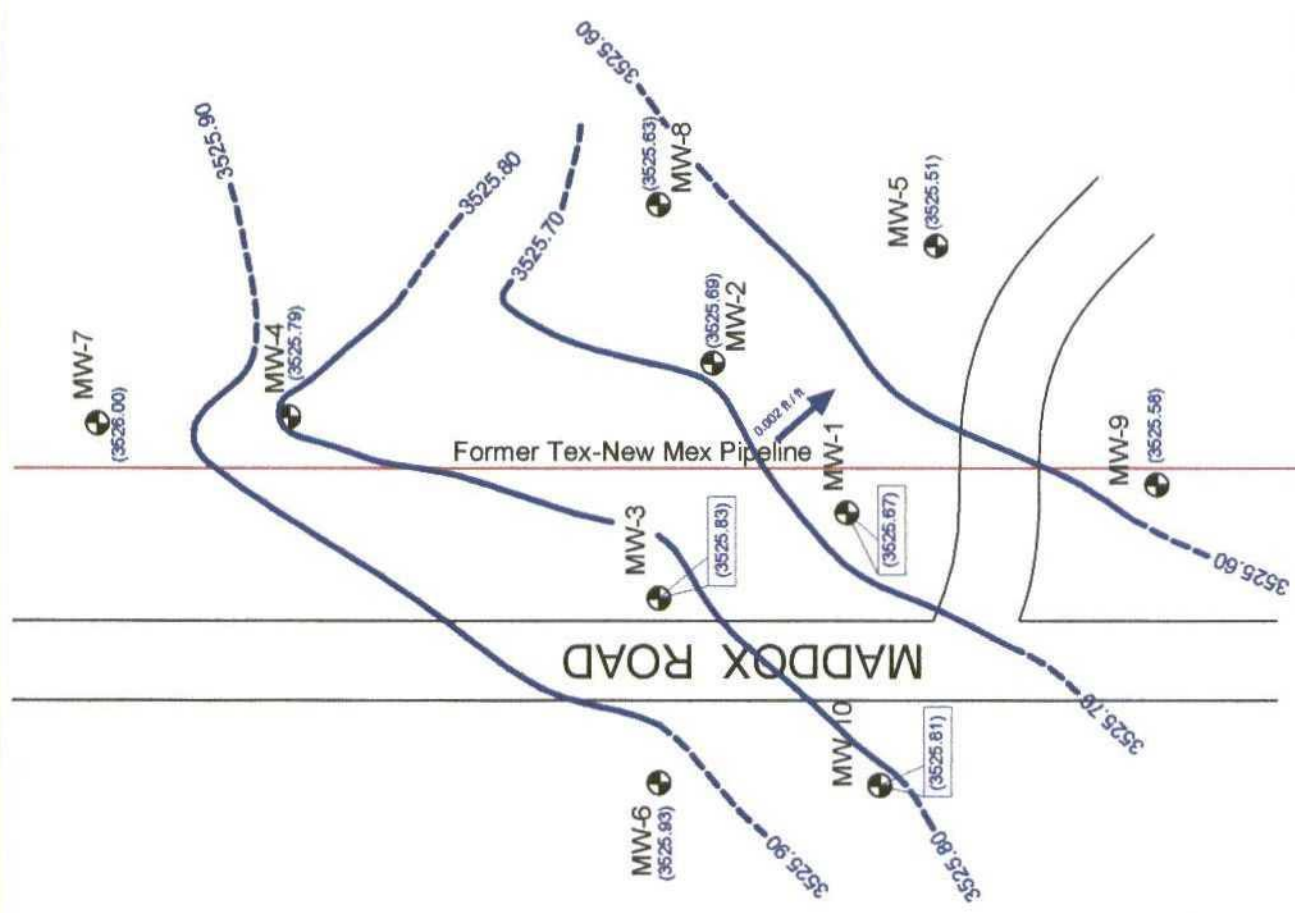 3525.60
3525.90
3525.80
3525.70
(3525.63)
MW-8
MW-5
(3525.51)
MW-7
(3526.00)
MW-4
(3525.79)
(3525.69)
MW-2
0.002 ft / ft
Former Tex-New Mex Pipeline
MW-1
(3525.67)
MW-9
(3525.58)
MW-3
(3525.83)
3525.60
MADDOX ROAD
3525.70
MW-10
(3525.81)
MW-6
(3525.93)
3525.90
3525.80